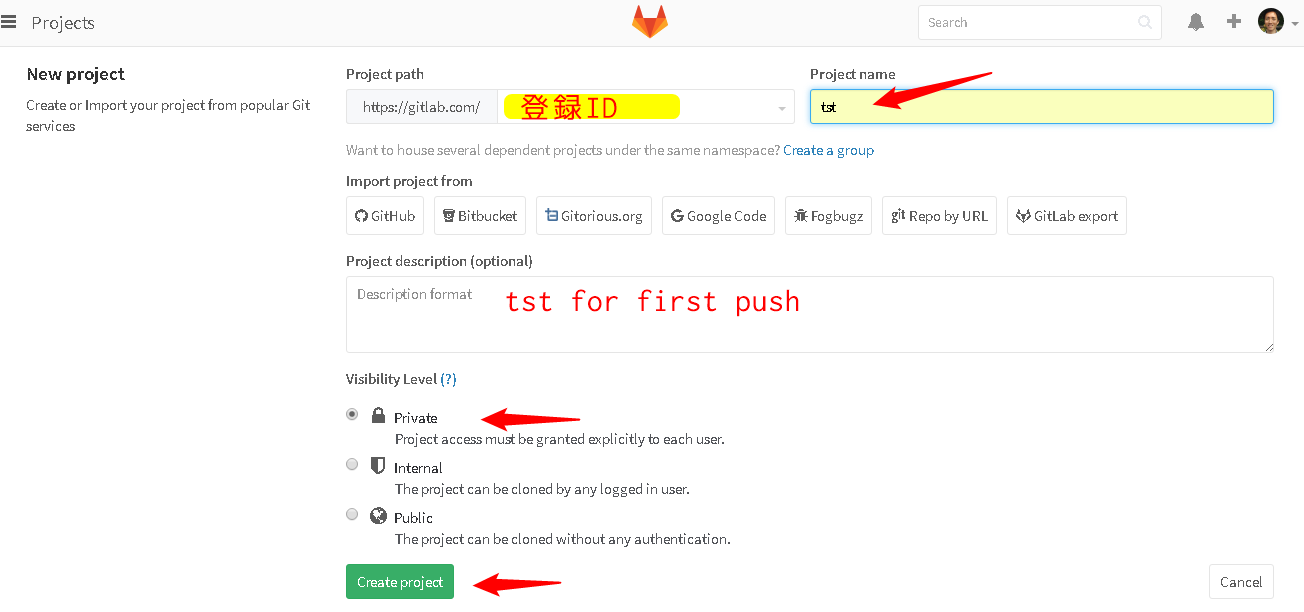 Projects
Search
New project
Create or Import your project from popular Git
services
Project path
Project name
https://gitlab.com/
登録ID
tst
Want to house several dependent projects under the same namespace? Create a group
Import project from
GitHub
Bitbucket
Gitorious.org
Google Code
Fogbugz
git Repo by URL
GitLab export
Project description (optional)
Description format
tst for first push
Visibility Level (?)
Private
Project access must be granted explicitly to each user.
Internal
The project can be cloned by any logged in user.
Public
The project can be cloned without any authentication.
Create project
Cancel